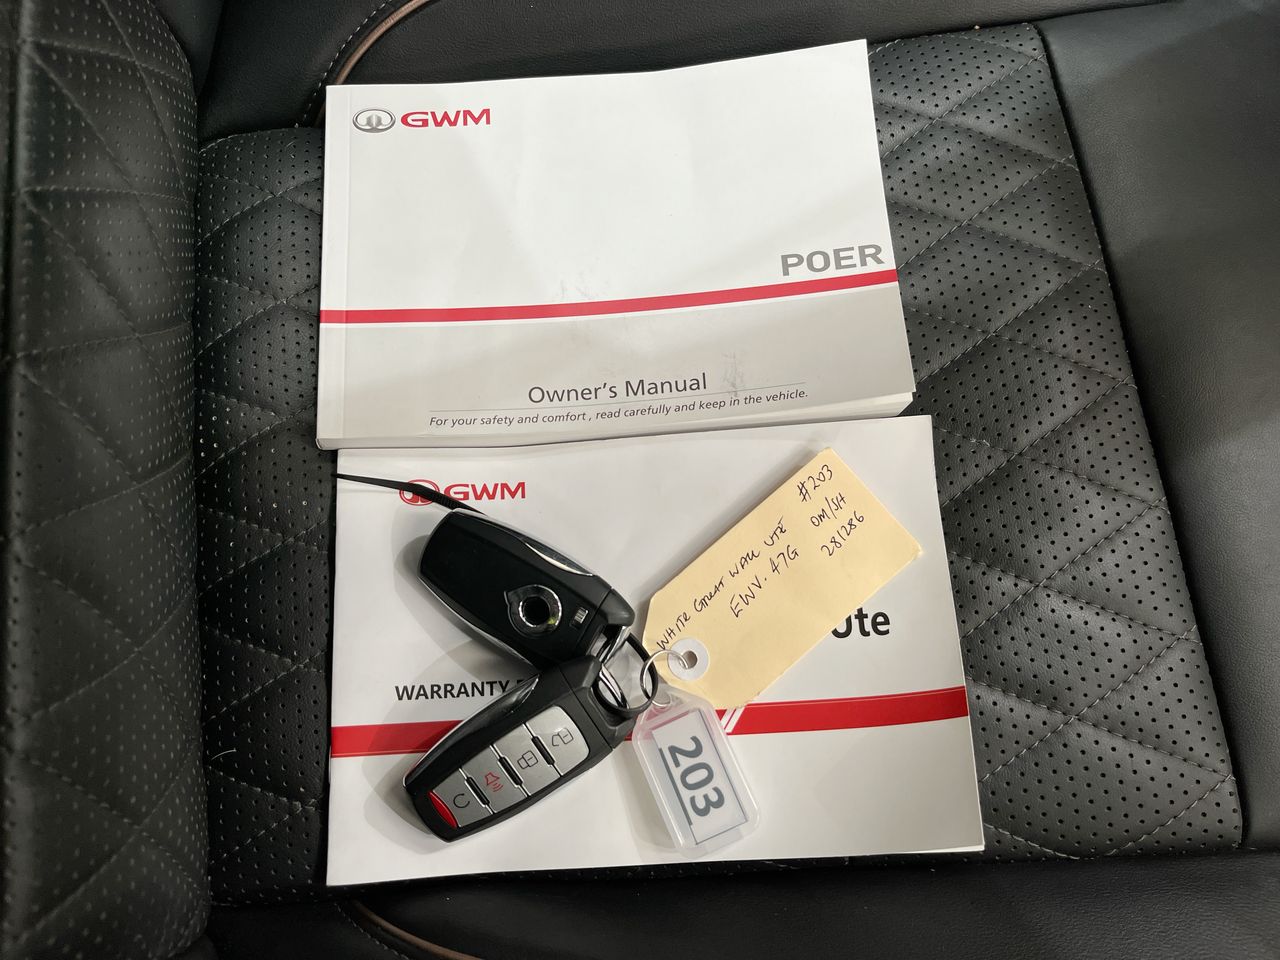 GWM
POER
Owner's Manual
For your safety and comfort , read carefully and keep in the vehicle.
GWM
#203
WHITE GREAT WALL UTE OM/SH
EWV. 47G 281286
Ute
WARRANTY
203